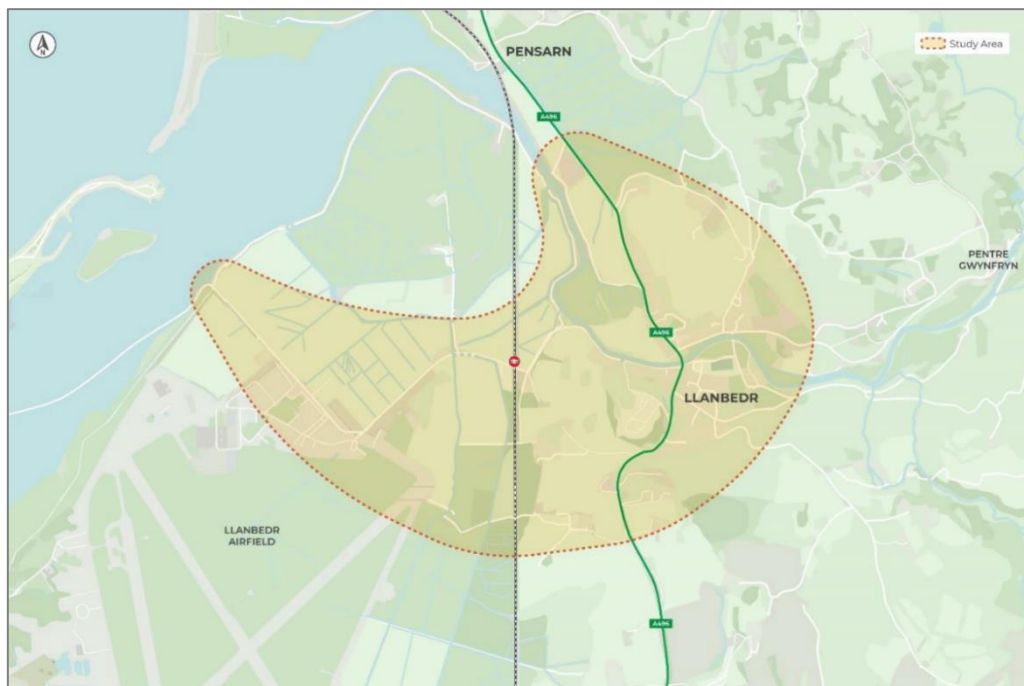 PENSARN
Study Area
A496
PENTRE
GWYNFRYN
A496
LLANBEDR
LLANBEDR
AIRFIELD
A496
N